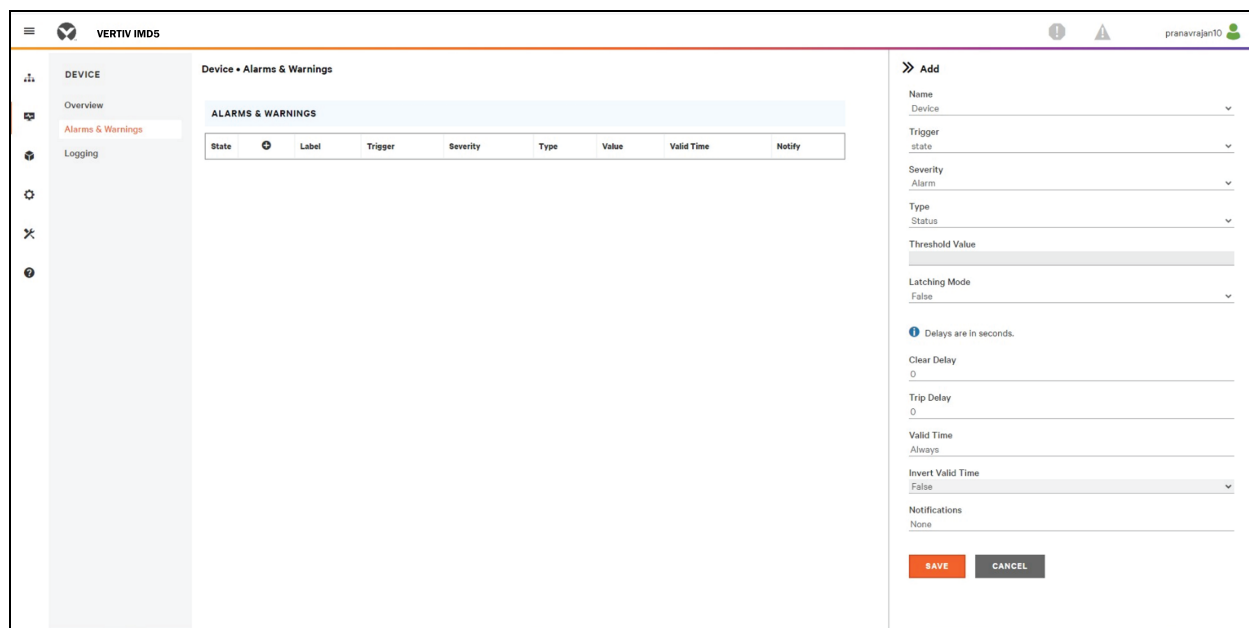 VERTIV IMD5
pranavrajan10
DEVICE
Overview
Alarms & Warnings
Logging
Device • Alarms & Warnings
ALARMS & WARNINGS
State Label Trigger Severity Type Value Valid Time Notify
Add
Name
Device
Trigger
state
Severity
Alarm
Type
Status
Threshold Value
Latching Mode
False
Delays are in seconds.
Clear Delay
0
Trip Delay
0
Valid Time
Always
Invert Valid Time
False
Notifications
None
SAVE CANCEL